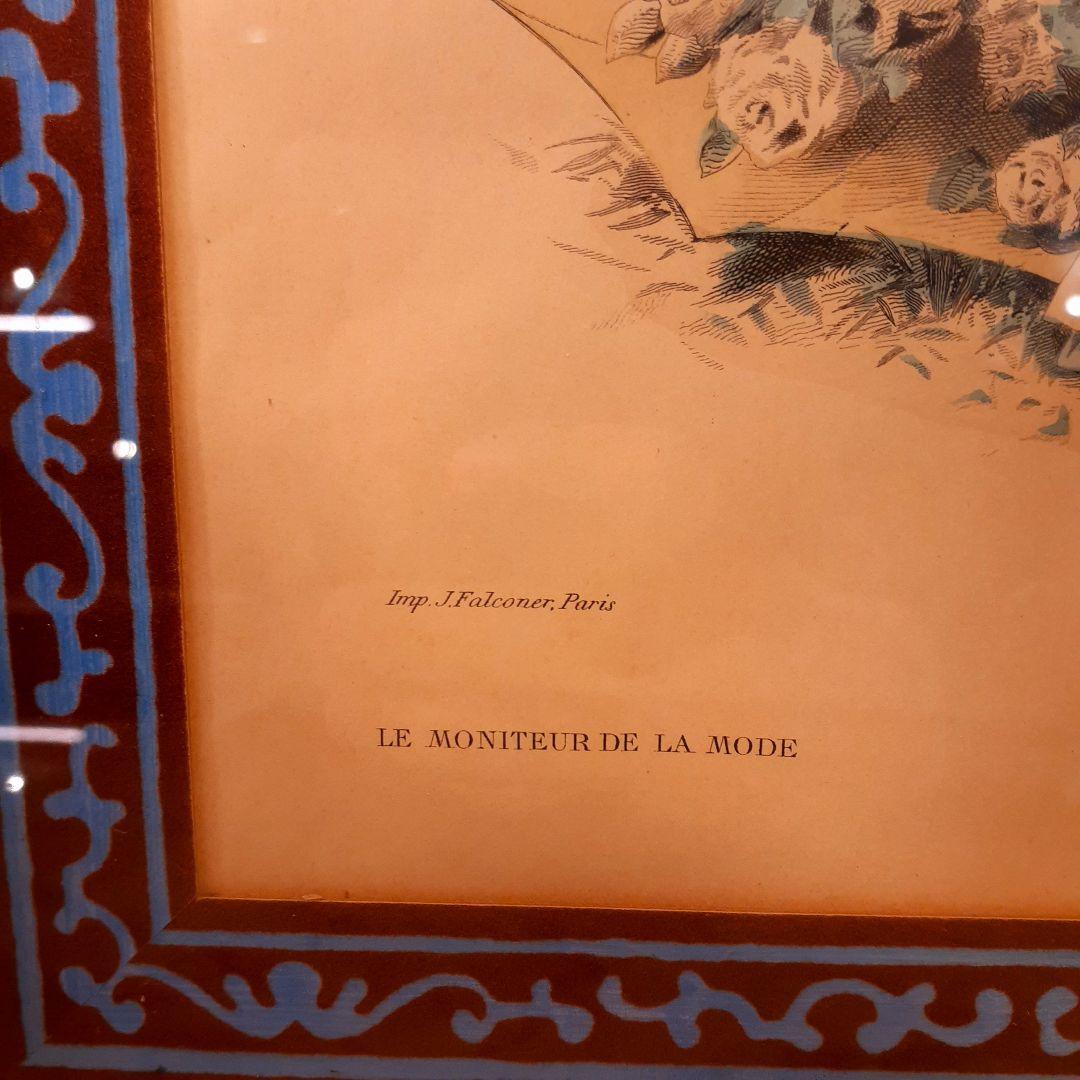 Imp. J. Falconer, Paris
LE MONITEUR DE LA MODE